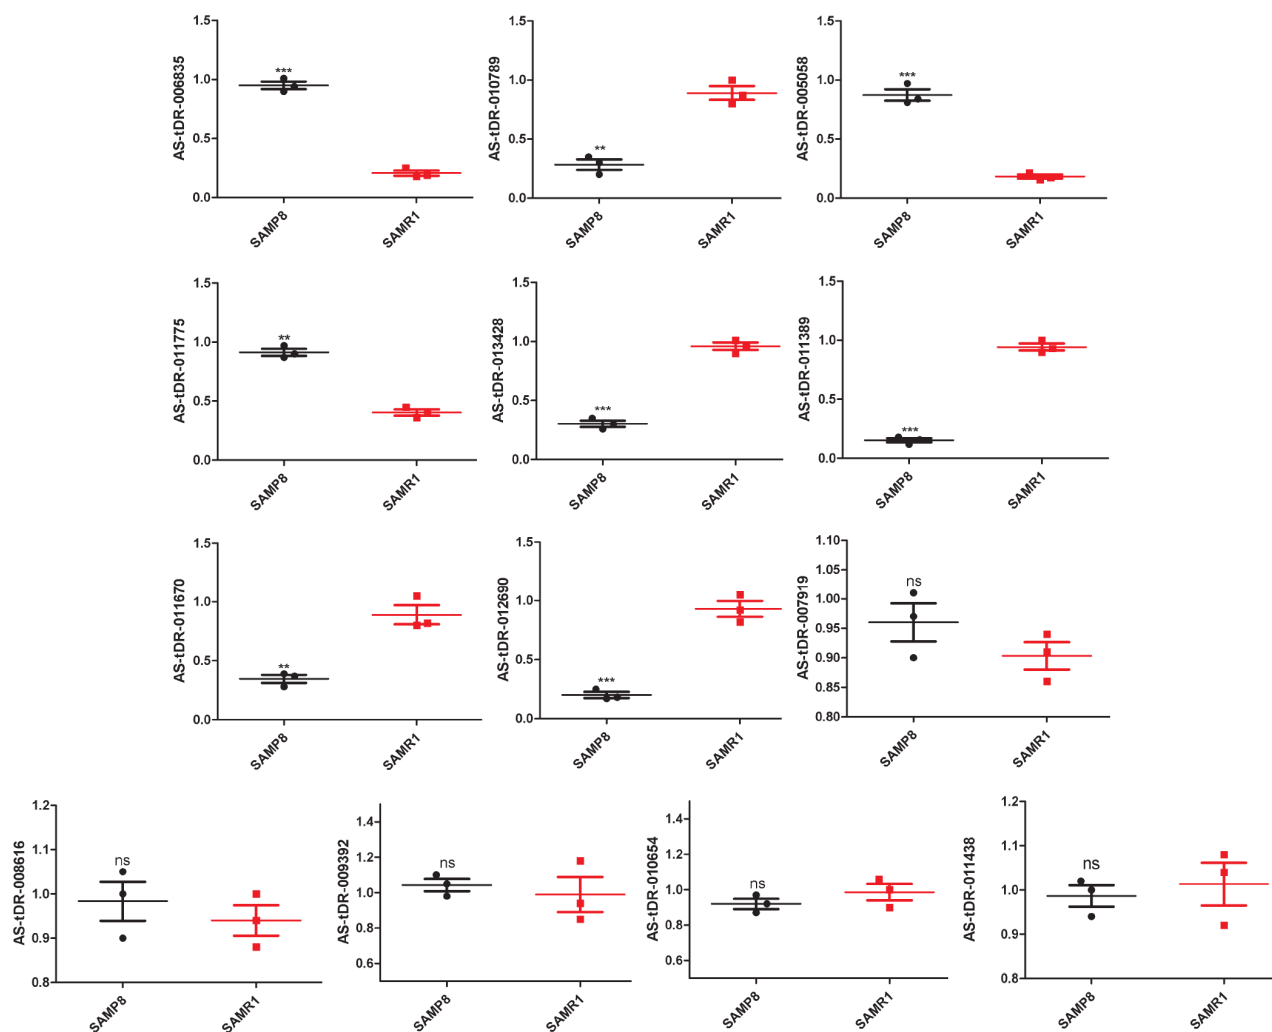 AS-tDR-006835
1.5
1.0
0.5
0.0
***
SAMP8
SAMR1
AS-tDR-010789
1.5
1.0
0.5
0.0
**
SAMP8
SAMR1
AS-tDR-005058
1.5
1.0
0.5
0.0
***
SAMP8
SAMR1
AS-tDR-011775
1.5
1.0
0.5
0.0
**
SAMP8
SAMR1
AS-tDR-013428
1.5
1.0
0.5
0.0
***
SAMP8
SAMR1
AS-tDR-011389
1.5
1.0
0.5
0.0
***
SAMP8
SAMR1
AS-tDR-011670
1.5
1.0
0.5
0.0
**
SAMP8
SAMR1
AS-tDR-012690
1.5
1.0
0.5
0.0
***
SAMP8
SAMR1
AS-tDR-007919
1.10
1.05
1.00
0.95
0.90
0.85
0.80
ns
SAMP8
SAMR1
AS-tDR-008616
1.2
1.1
1.0
0.9
0.8
ns
SAMP8
SAMR1
AS-tDR-009392
1.4
1.2
1.0
0.8
0.6
ns
SAMP8
SAMR1
AS-tDR-010654
1.4
1.2
1.0
0.8
0.6
ns
SAMP8
SAMR1
AS-tDR-011438
1.2
1.1
1.0
0.9
0.8
ns
SAMP8
SAMR1